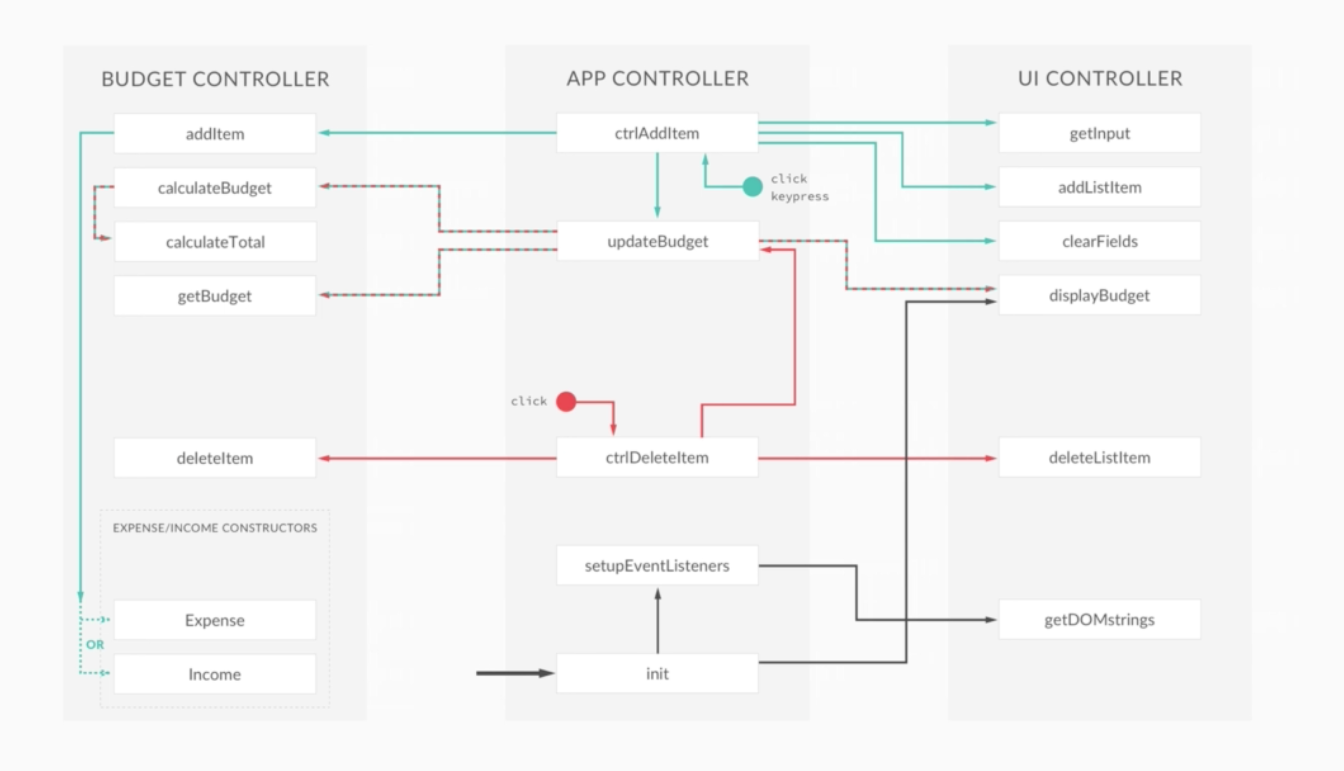 BUDGET CONTROLLER
addItem
calculateBudget
calculateTotal
getBudget
deleteItem
EXPENSE/INCOME CONSTRUCTORS
Expense
OR
Income
APP CONTROLLER
ctrlAddItem
click
keypress
updateBudget
click
ctrlDeleteItem
setupEventListeners
init
UI CONTROLLER
getInput
addListItem
clearFields
displayBudget
deleteListItem
getDOMstrings